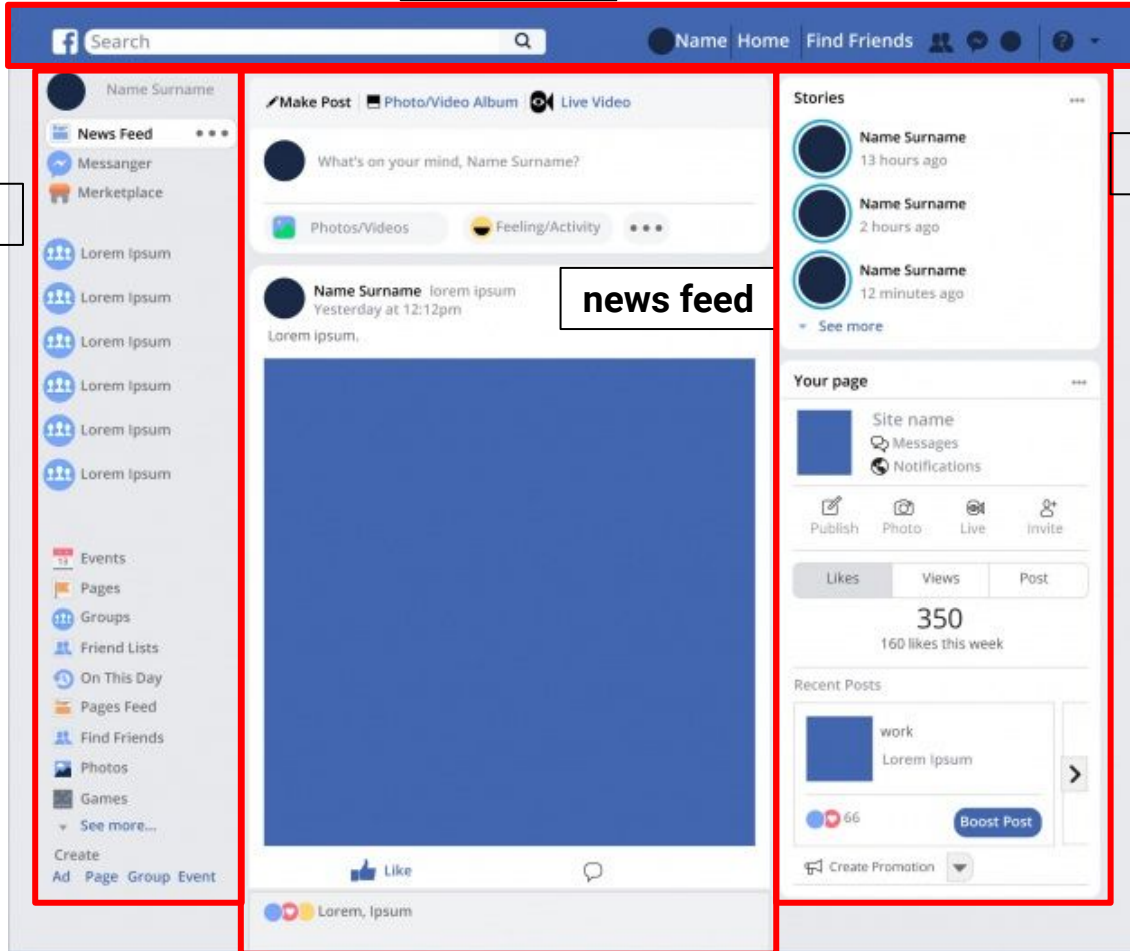 f Search
Name Home Find Friends ?
Name Surname
News Feed
Messanger
Merketplace
Lorem Ipsum
Lorem Ipsum
Lorem Ipsum
Lorem Ipsum
Lorem Ipsum
Lorem Ipsum
Events
Pages
Groups
Friend Lists
On This Day
Pages Feed
Find Friends
Photos
Games
See more...
Create
Ad Page Group Event
Make Post Photo/Video Album Live Video
What's on your mind, Name Surname?
Photos/Videos Feeling/Activity
Name Surname lorem ipsum
Yesterday at 12:12pm
Lorem ipsum.
news feed
Like
Lorem, Ipsum
Stories
Name Surname
13 hours ago
Name Surname
2 hours ago
Name Surname
12 minutes ago
See more
Your page
Site name
Messages
Notifications
Publish Photo Live Invite
Likes Views Post
350
160 likes this week
Recent Posts
work
Lorem Ipsum
66 Boost Post
Create Promotion